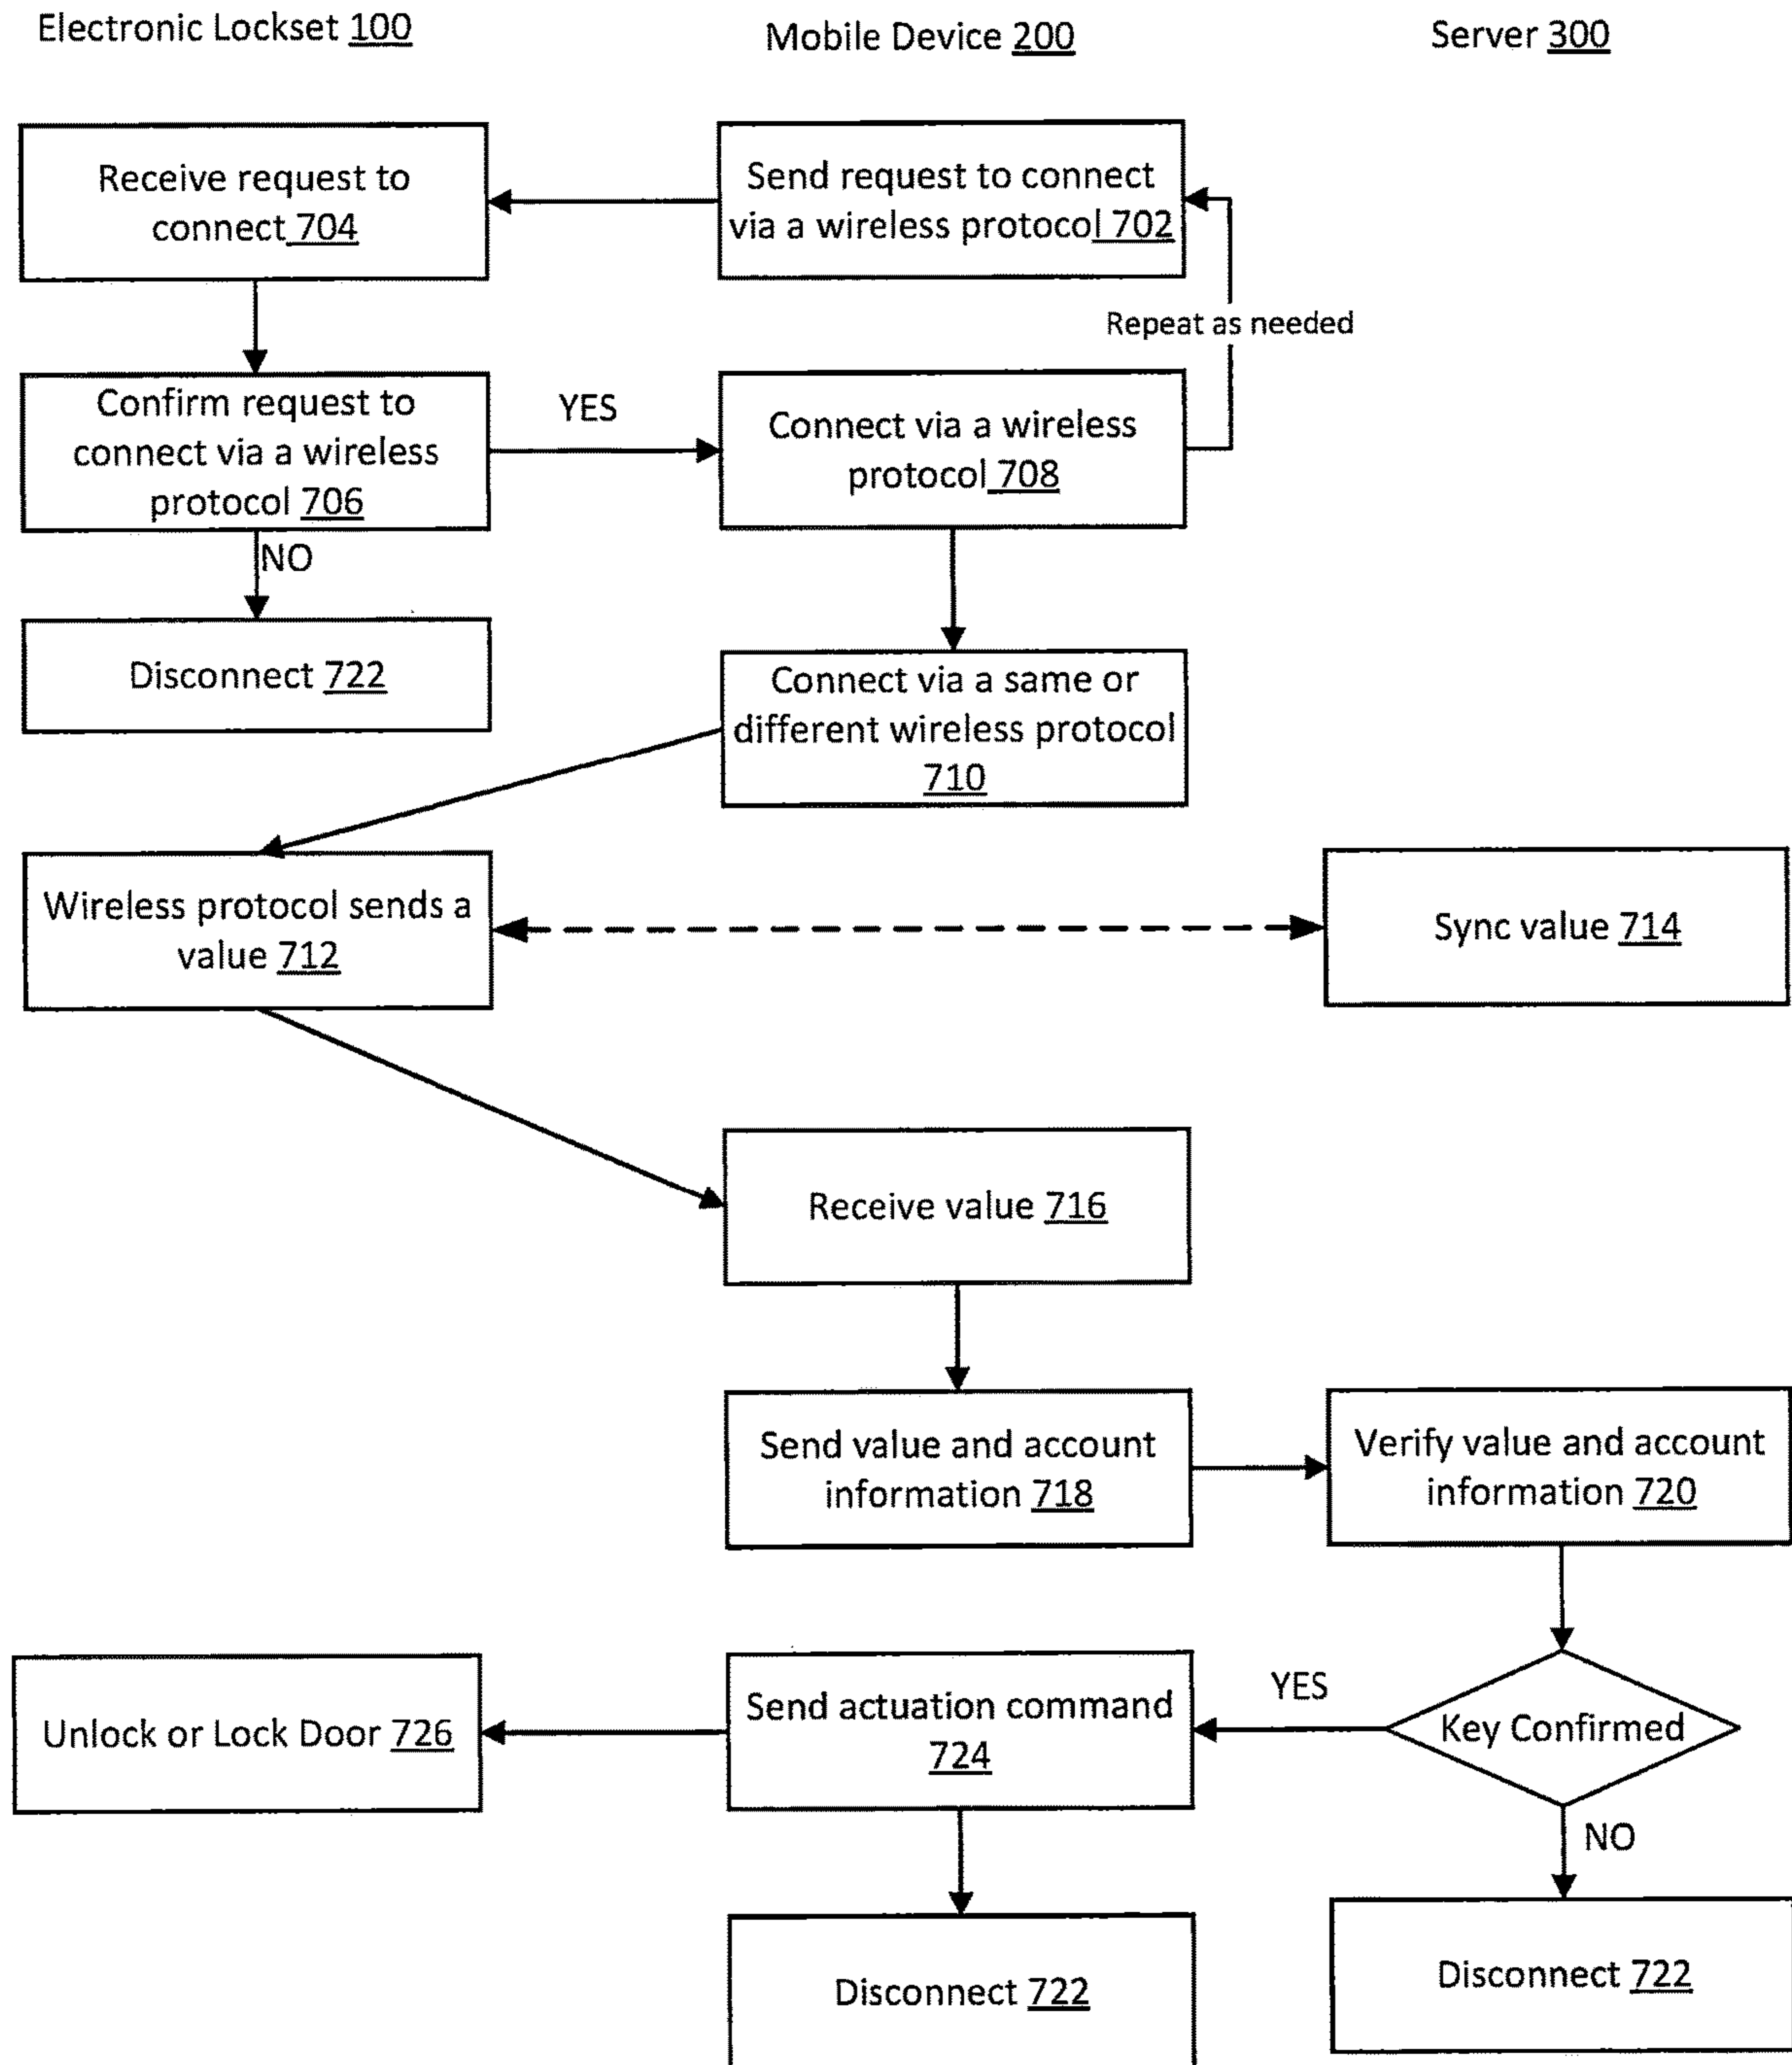 Electronic Lockset 100
Mobile Device 200
Server 300
Receive request to
connect 704
Send request to connect
via a wireless protocol 702
Repeat as needed
Confirm request to
connect via a wireless
protocol 706
YES
Connect via a wireless
protocol 708
NO
Disconnect 722
Connect via a same or
different wireless protocol
710
Wireless protocol sends a
value 712
Sync value 714
Receive value 716
Send value and account
information 718
Verify value and account
information 720
Unlock or Lock Door 726
Send actuation command
724
YES
Key Confirmed
NO
Disconnect 722
Disconnect 722